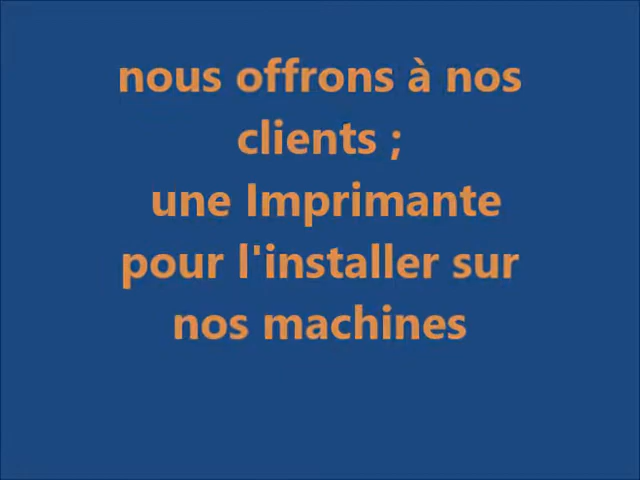 nous offrons à nos
clients ;
une Imprimante
pour l'installer sur
nos machines